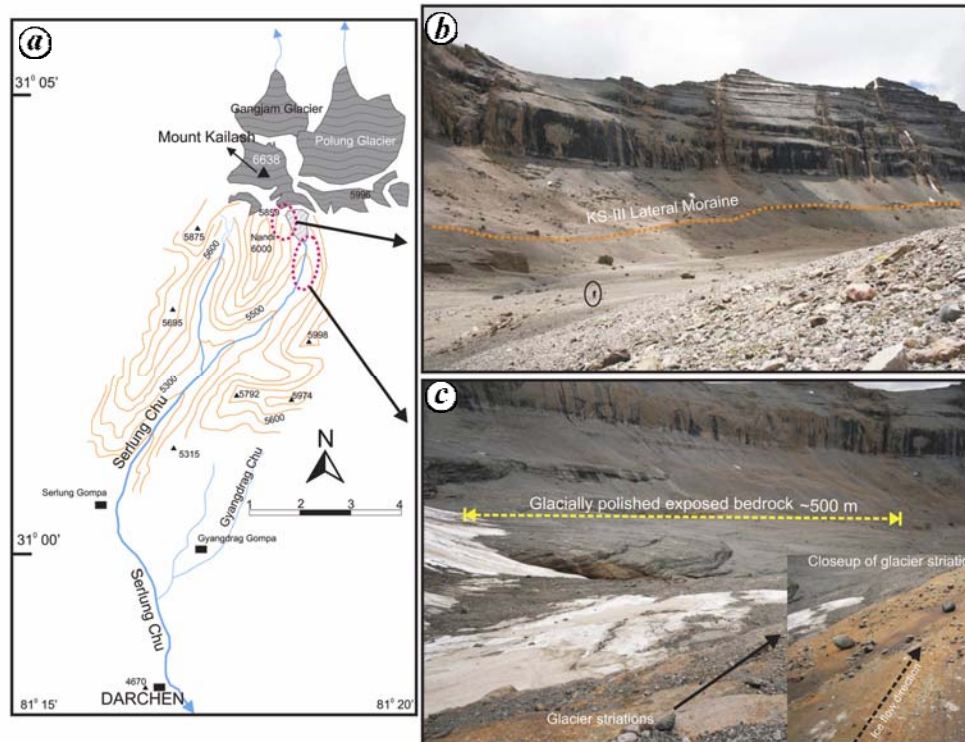 a
31° 05'
Gangjam Glacier
Mount Kailash
Polung Glacier
6638
5996
5859
5875
5600
Nandi
6000
5500
5695
5998
5300
5792
5974
5600
Serlung Chu
5315
N
Gyangdrag Chu
1 2 3 4
Serlung Gompa
Gyangdrag Gompa
31° 00'
Serlung Chu
4670
DARCHEN
81° 15'
81° 20'
b
KS-III Lateral Moraine
c
Glacially polished exposed bedrock ~500 m
Closeup of glacier striatio
Glacier striations
Ice flow direction